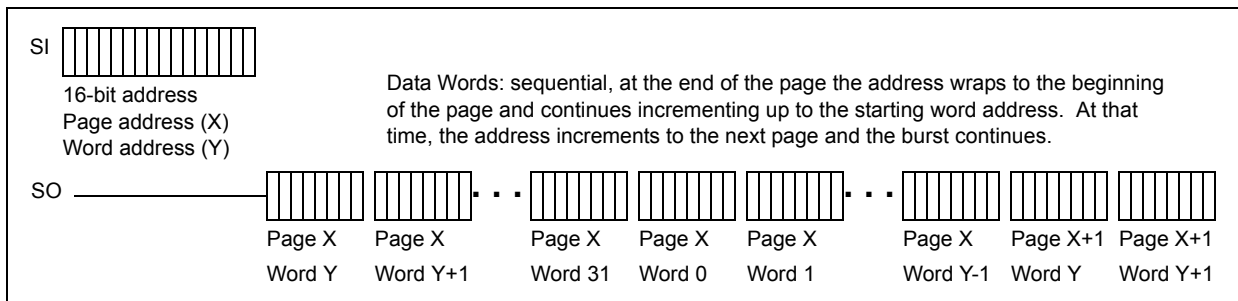 SI
16-bit address
Page address (X)
Word address (Y)
Data Words: sequential, at the end of the page the address wraps to the beginning
of the page and continues incrementing up to the starting word address. At that
time, the address increments to the next page and the burst continues.
SO
. . . . . .
Page X Page X Page X Page X Page X Page X Page X+1 Page X+1
Word Y Word Y+1 Word 31 Word 0 Word 1 Word Y-1 Word Y Word Y+1